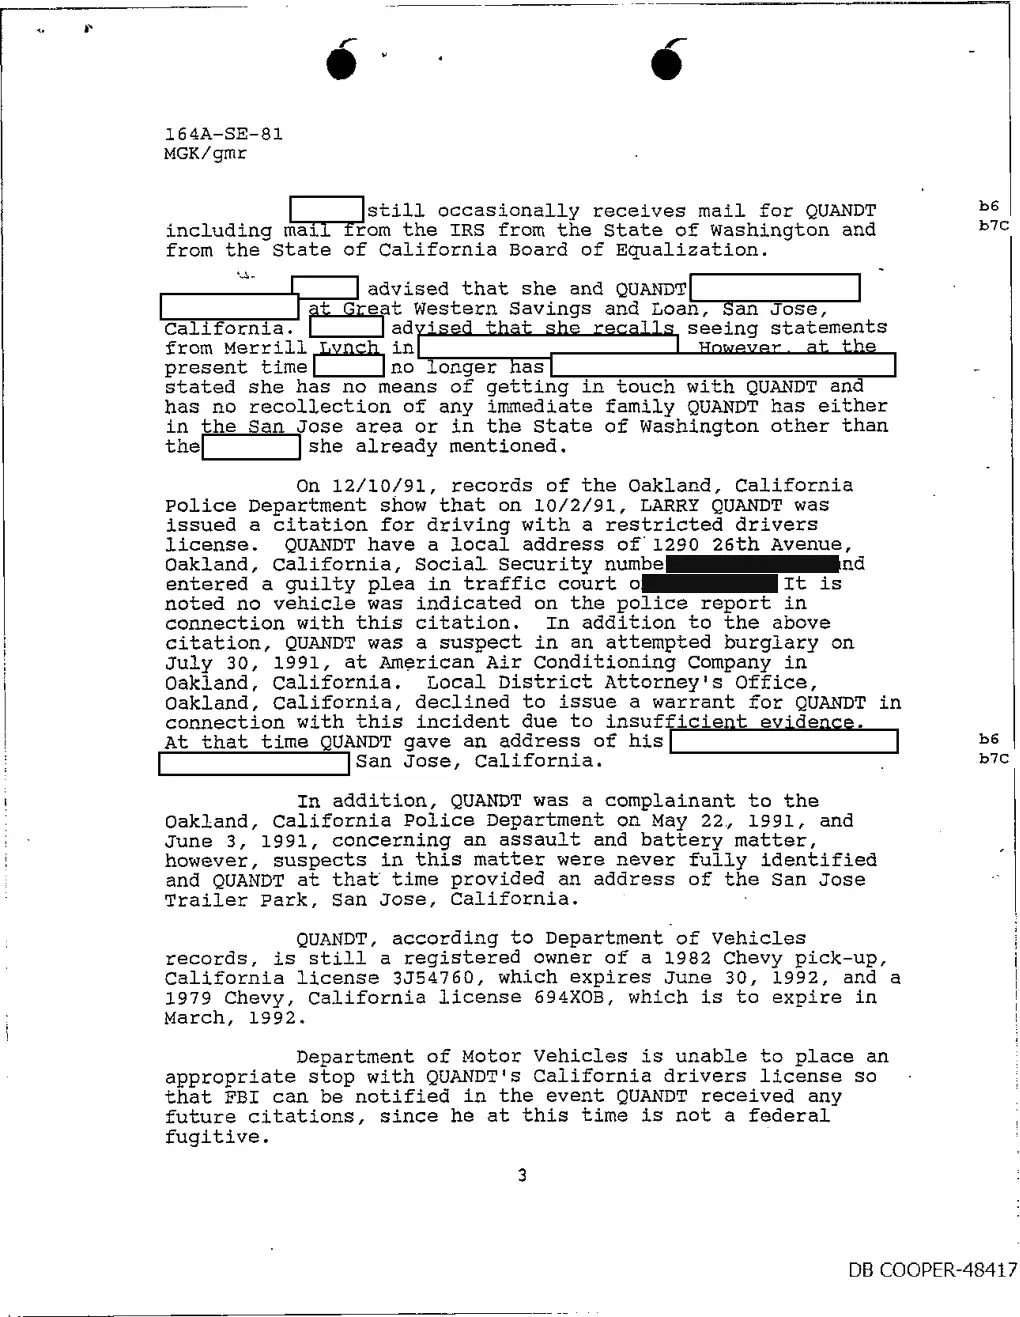 164A-SE-81
MGK/gmr
still occasionally receives mail for QUANDT b6
including mail from the IRS from the State of Washington and b7C
from the State of California Board of Equalization.
advised that she and QUANDT
at Great Western Savings and Loan, San Jose,
California. advised that she recalls seeing statements
from Merrill Lynch in However, at the
present time no longer has
stated she has no means of getting in touch with QUANDT and
has no recollection of any immediate family QUANDT has either
in the San Jose area or in the State of Washington other than
the she already mentioned.
On 12/10/91, records of the Oakland, California
Police Department show that on 10/2/91, LARRY QUANDT was
issued a citation for driving with a restricted drivers
license. QUANDT have a local address of 1290 26th Avenue,
Oakland, California, Social Security numbe nd
entered a guilty plea in traffic court o It is
noted no vehicle was indicated on the police report in
connection with this citation. In addition to the above
citation, QUANDT was a suspect in an attempted burglary on
July 30, 1991, at American Air Conditioning Company in
Oakland, California. Local District Attorney's Office,
Oakland, California, declined to issue a warrant for QUANDT in
connection with this incident due to insufficient evidence.
At that time QUANDT gave an address of his b6
San Jose, California. b7C
In addition, QUANDT was a complainant to the
Oakland, California Police Department on May 22, 1991, and
June 3, 1991, concerning an assault and battery matter,
however, suspects in this matter were never fully identified
and QUANDT at that time provided an address of the San Jose
Trailer Park, San Jose, California.
QUANDT, according to Department of Vehicles
records, is still a registered owner of a 1982 Chevy pick-up,
California license 3J54760, which expires June 30, 1992, and a
1979 Chevy, California license 694XOB, which is to expire in
March, 1992.
Department of Motor Vehicles is unable to place an
appropriate stop with QUANDT's California drivers license so
that FBI can be notified in the event QUANDT received any
future citations, since he at this time is not a federal
fugitive.
3
DB COOPER-48417